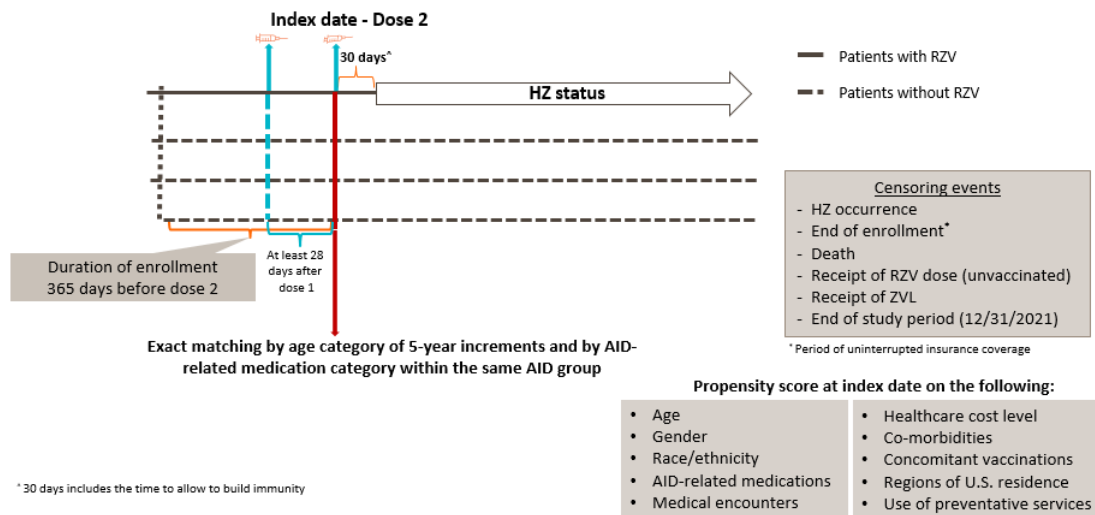 Index date - Dose 2
30 days^
HZ status
Patients with RZV
Patients without RZV
Duration of enrollment
365 days before dose 2
At least 28
days after
dose 1
Exact matching by age category of 5-year increments and by AID-
related medication category within the same AID group
Censoring events
- HZ occurrence
- End of enrollment*
- Death
- Receipt of RZV dose (unvaccinated)
- Receipt of ZVL
- End of study period (12/31/2021)
* Period of uninterrupted insurance coverage
Propensity score at index date on the following:
• Age
• Gender
• Race/ethnicity
• AID-related medications
• Medical encounters
• Healthcare cost level
• Co-morbidities
• Concomitant vaccinations
• Regions of U.S. residence
• Use of preventative services
^ 30 days includes the time to allow to build immunity